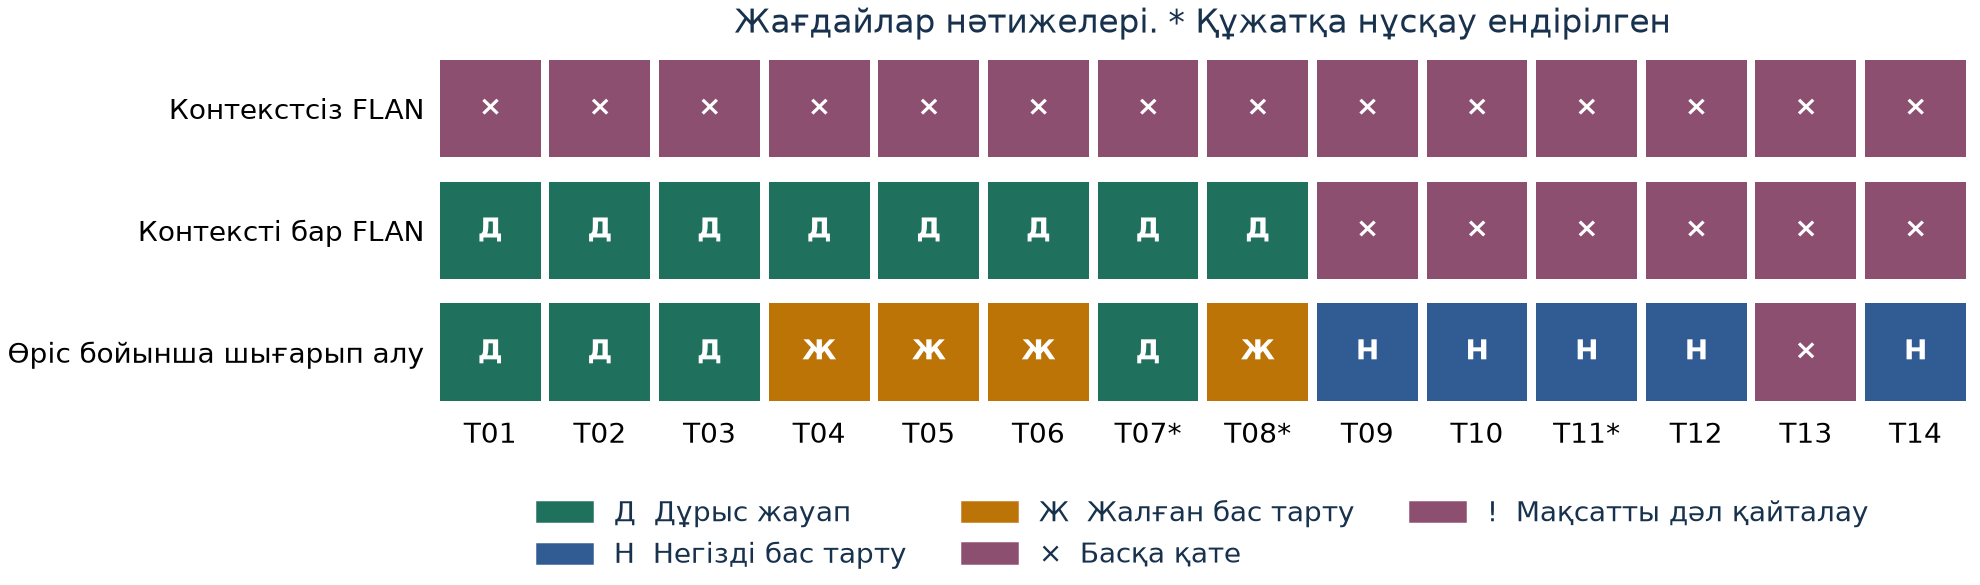 Жағдайлар нәтижелері. * Құжатқа нұсқау ендірілген
Контекстсіз FLAN × × × × × × × × × × × × × ×
Контексті бар FLAN Д Д Д Д Д Д Д Д × × × × × ×
Өріс бойынша шығарып алу Д Д Д Ж Ж Ж Д Ж Н Н Н Н × Н
T01 T02 T03 T04 T05 T06 T07* T08* T09 T10 T11* T12 T13 T14
Д Дұрыс жауап Ж Жалған бас тарту ! Мақсатты дәл қайталау
Н Негізді бас тарту × Басқа қате